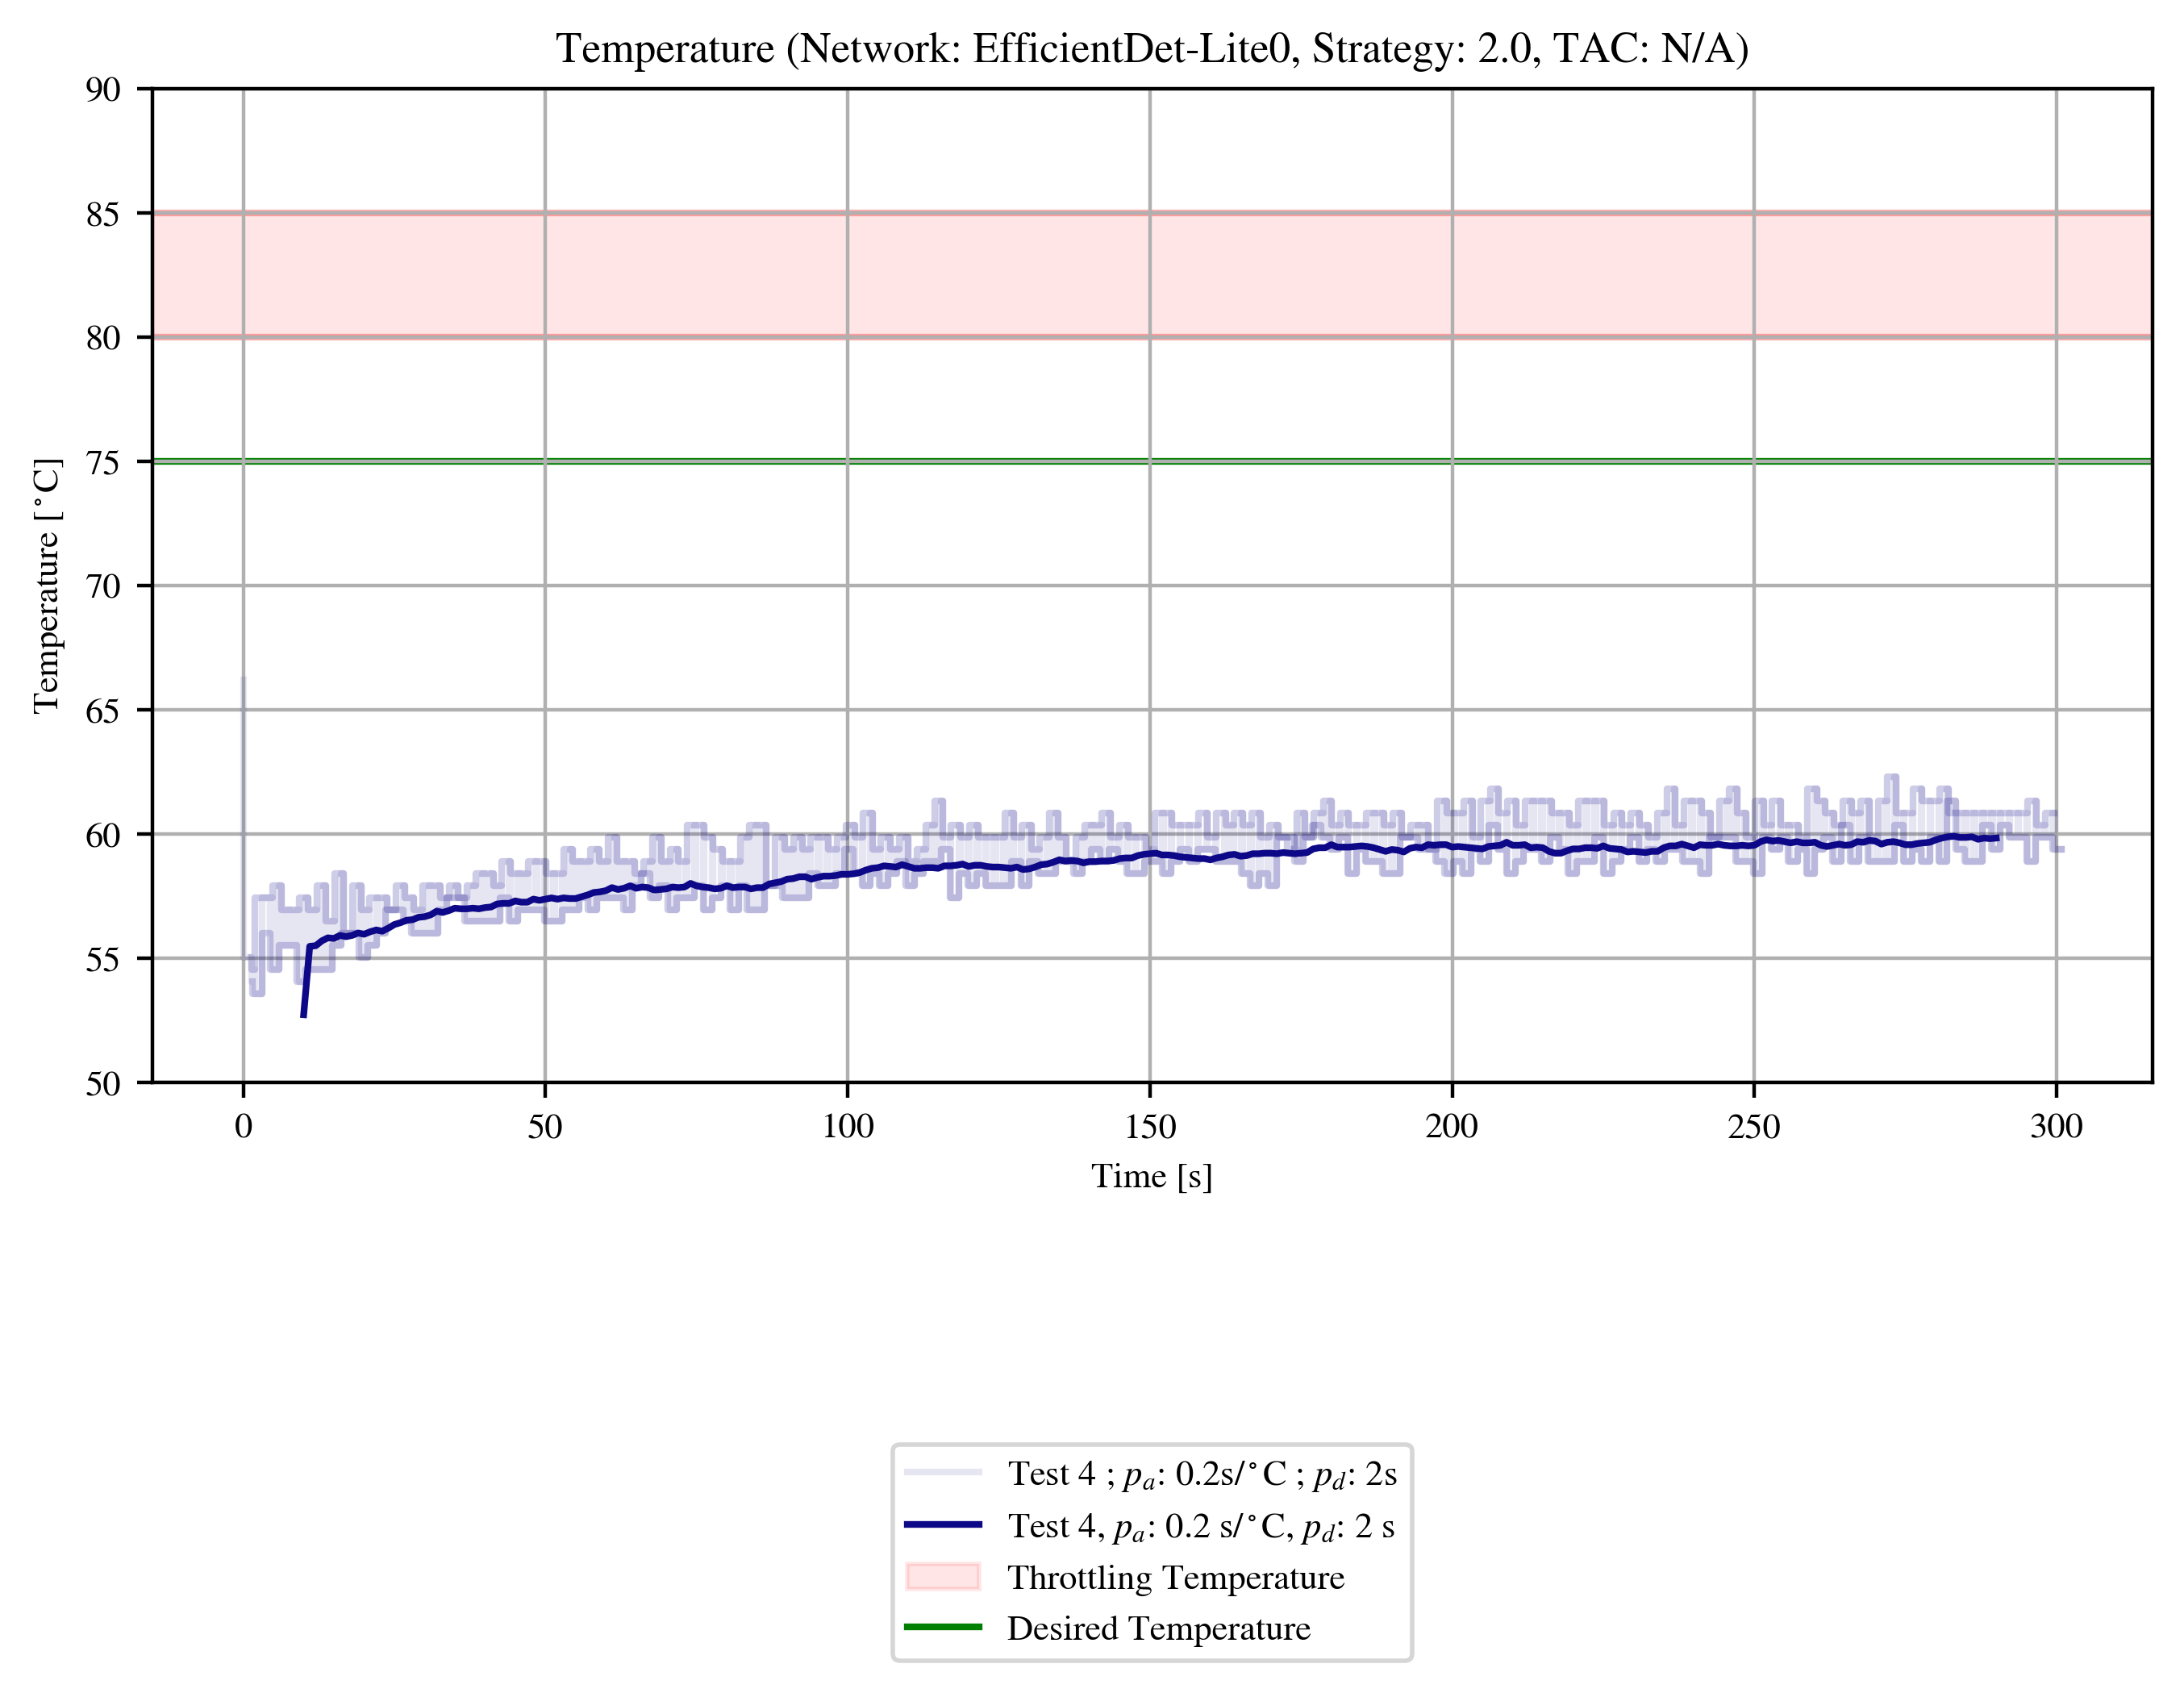 Temperature (Network: EfficientDet-Lite0, Strategy: 2.0, TAC: N/A)
90
85
80
75
70
65
60
55
50
Temperature [°C]
0 50 100 150 200 250 300
Time [s]
Test 4 ; pₐ: 0.2s/°C ; p_d: 2s
Test 4, pₐ: 0.2 s/°C, p_d: 2 s
Throttling Temperature
Desired Temperature